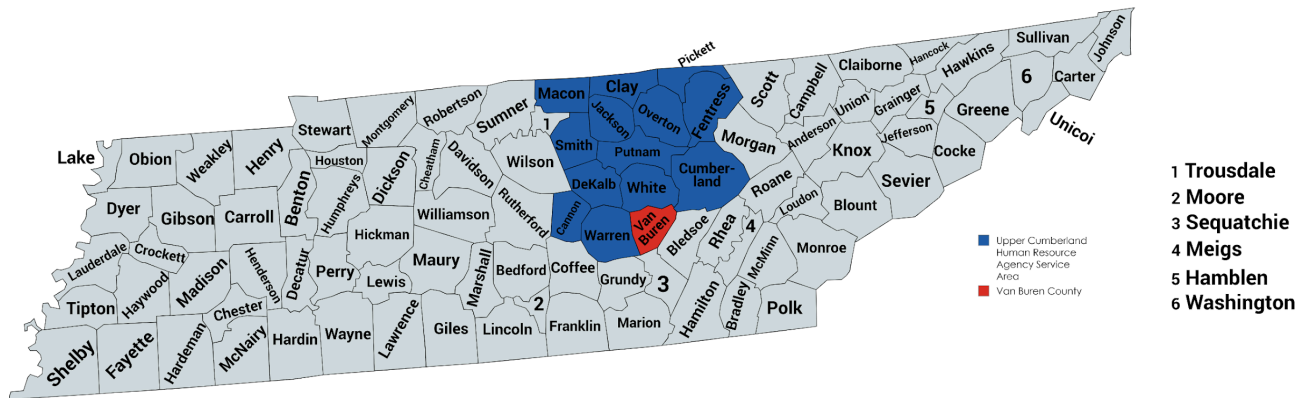 Pickett
Sullivan
Johnson
Hancock
Hawkins
Claiborne
Carter
6
Scott
Campbell
Union
Grainger
5
Greene
Unicoi
Macon
Clay
Fentress
Robertson
Sumner
1
Jackson
Overton
Montgomery
Stewart
Morgan
Anderson
Jefferson
Cocke
Knox
Smith
Putnam
Cumber-
land
Wilson
Davidson
Cheatham
Dickson
Houston
Henry
Weakley
Obion
Lake
Roane
Sevier
DeKalb
White
Loudon
Blount
Benton
Humphreys
Rutherford
Cannon
Van
Buren
Warren
Bledsoe
Rhea
4
McMinn
Monroe
Williamson
Dyer
Gibson
Carroll
Hickman
Maury
Lauderdale
Crockett
Haywood
Madison
Henderson
Decatur
Perry
Lewis
Marshall
Bedford
Coffee
Grundy
3
Hamilton
Bradley
Polk
Tipton
Chester
2
Shelby
Fayette
Hardeman
McNairy
Hardin
Wayne
Lawrence
Giles
Lincoln
Franklin
Marion
Upper Cumberland
Human Resource
Agency Service
Area
Van Buren County
1 Trousdale
2 Moore
3 Sequatchie
4 Meigs
5 Hamblen
6 Washington